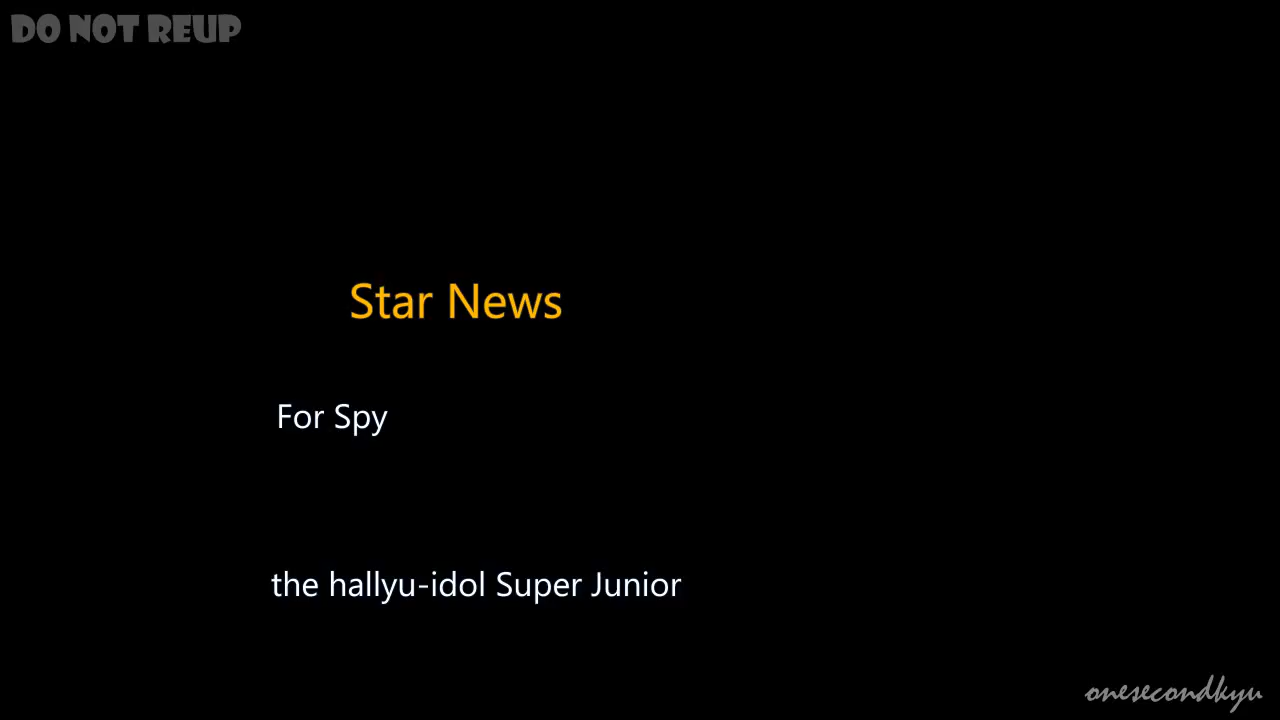 DO NOT REUP
Star News
For Spy
the hallyu-idol Super Junior
onesecondkyu